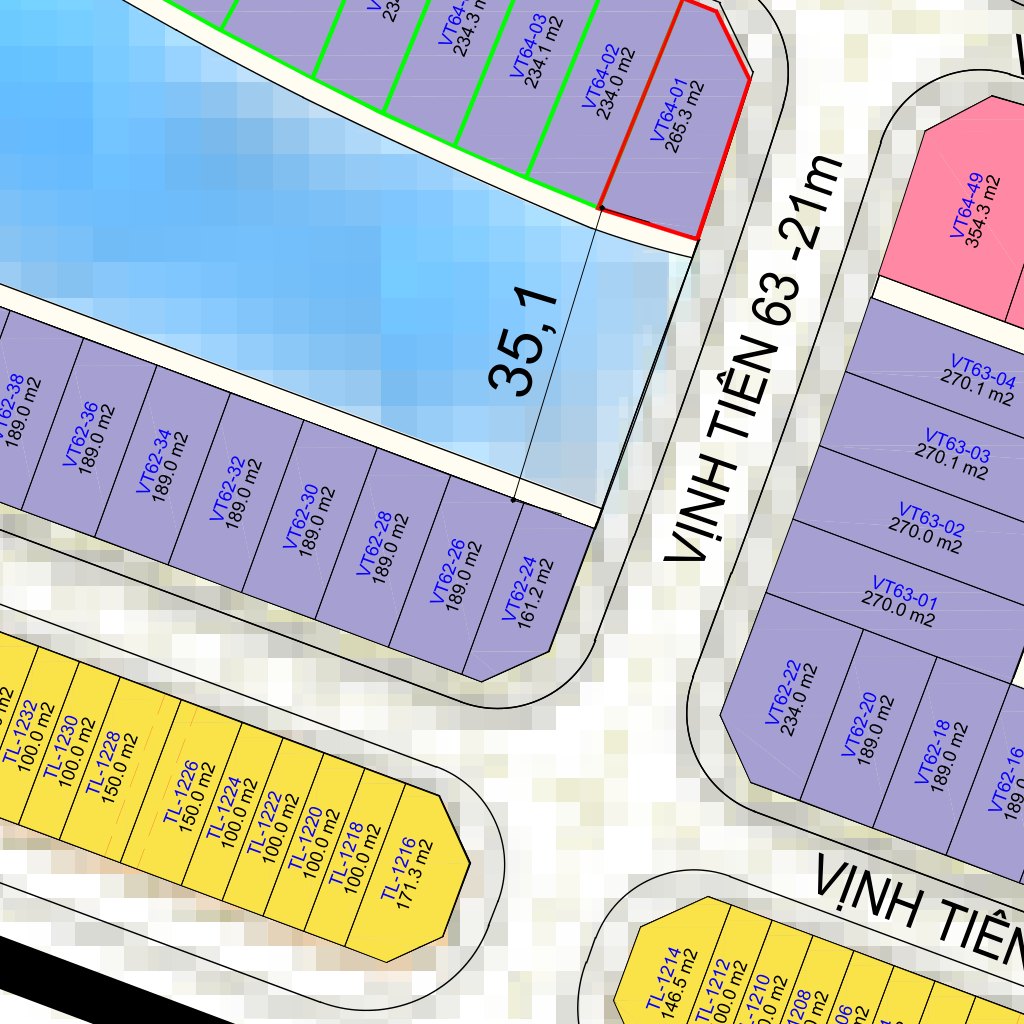 234.3 m2
VT64-03
234.1 m2
VT64-02
234.0 m2
VT64-01
265.3 m2
VT64-49
354.3 m2
35,1
VỊNH TIÊN 63 -21m
VT63-04
270.1 m2
VT63-03
270.1 m2
VT63-02
270.0 m2
VT63-01
270.0 m2
VT62-38
189.0 m2
VT62-36
189.0 m2
VT62-34
189.0 m2
VT62-32
189.0 m2
VT62-30
189.0 m2
VT62-28
189.0 m2
VT62-26
189.0 m2
VT62-24
161.2 m2
VT62-22
234.0 m2
VT62-20
189.0 m2
VT62-18
189.0 m2
VT62-16
TL-1232
100.0 m2
TL-1230
100.0 m2
TL-1228
150.0 m2
TL-1226
150.0 m2
TL-1224
100.0 m2
TL-1222
100.0 m2
TL-1220
100.0 m2
TL-1218
100.0 m2
TL-1216
171.3 m2
VỊNH TIÊN
TL-1214
146.5 m2
TL-1212